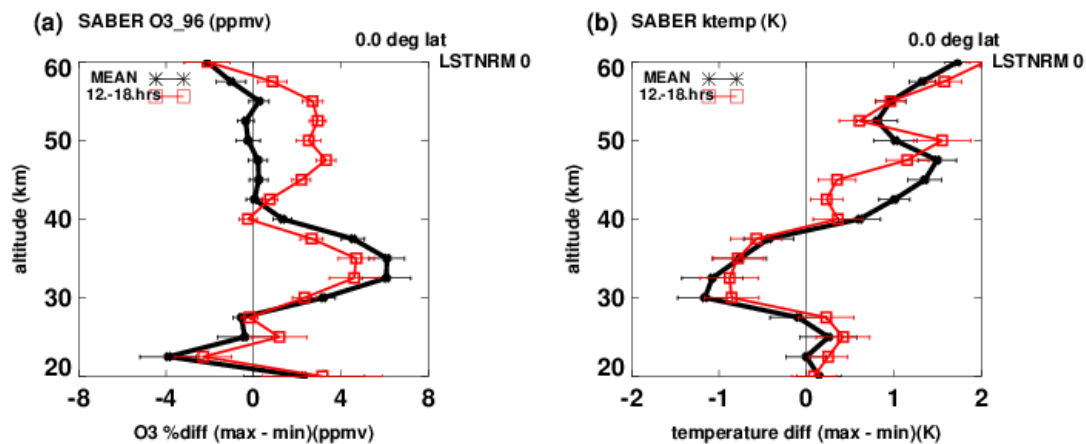 (a) SABER O3_96 (ppmv)
0.0 deg lat
LSTNRM 0
MEAN
12.-18.hrs
60
50
40
30
20
altitude (km)
-8 -4 0 4 8
O3 %diff (max - min)(ppmv)
(b) SABER ktemp (K)
0.0 deg lat
LSTNRM 0
MEAN
12.-18.hrs
60
50
40
30
20
altitude (km)
-2 -1 0 1 2
temperature diff (max - min)(K)